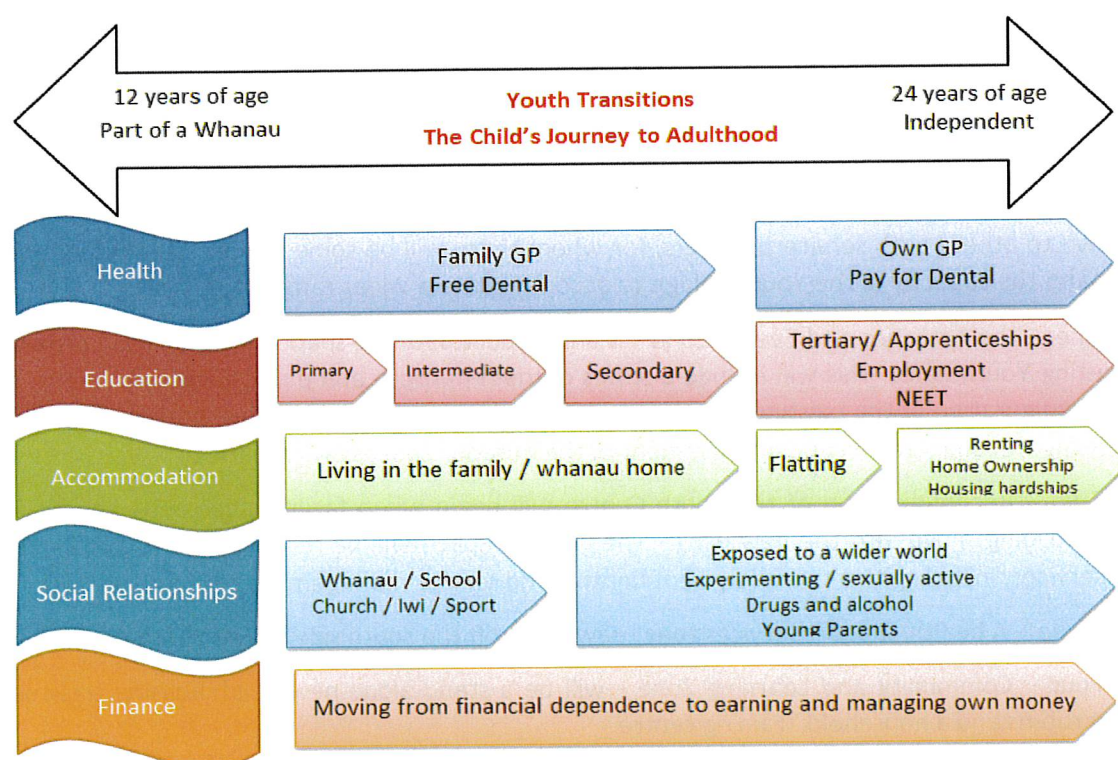 12 years of age
Part of a Whanau
Youth Transitions
The Child's Journey to Adulthood
24 years of age
Independent
Health
Family GP
Free Dental
Own GP
Pay for Dental
Education
Primary
Intermediate
Secondary
Tertiary/ Apprenticeships
Employment
NEET
Accommodation
Living in the family / whanau home
Flatting
Renting
Home Ownership
Housing hardships
Social Relationships
Whanau / School
Church / Iwi / Sport
Exposed to a wider world
Experimenting / sexually active
Drugs and alcohol
Young Parents
Finance
Moving from financial dependence to earning and managing own money